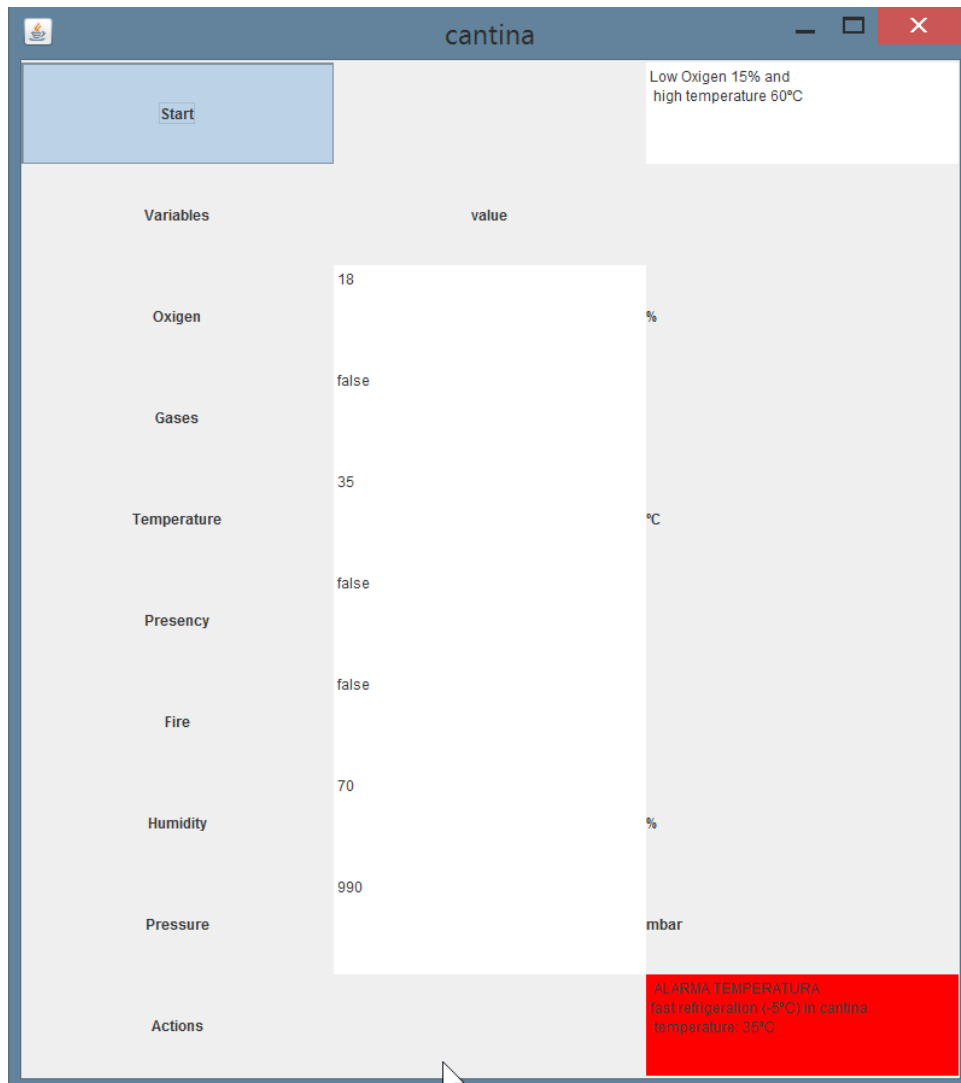 cantina
Start
Low Oxigen 15% and
high temperature 60ºC
Variables value
Oxigen 18 %
Gases false
Temperature 35 ºC
Presency false
Fire false
Humidity 70 %
Pressure 990 mbar
Actions
ALARMA TEMPERATURA
fast refrigeration (-5ºC) in cantina
temperature: 35ºC